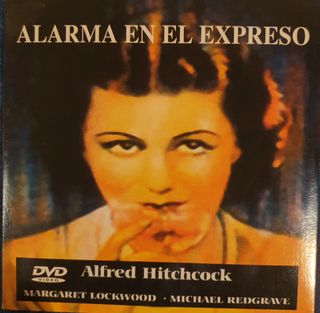 ALARMA EN EL EXPRESO
DVD Alfred Hitchcock
VIDEO
MARGARET LOCKWOOD · MICHAEL REDGRAVE